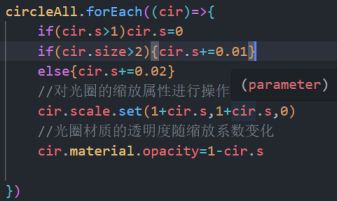 circleAll.forEach((cir)=>{
if(cir.s>1)cir.s=0
if(cir.size>2){cir.s+=0.01}
else{cir.s+=0.02}
//对光圈的缩放属性进行操作
(parameter)
cir.scale.set(1+cir.s,1+cir.s,0)
//光圈材质的透明度随缩放系数变化
cir.material.opacity=1-cir.s
})